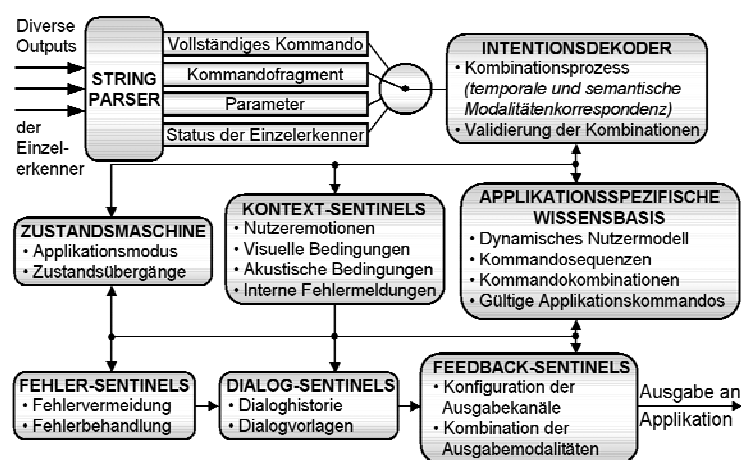 Diverse
Outputs
der
Einzel-
erkenner
STRING
PARSER
Vollständiges Kommando
Kommandofragment
Parameter
Status der Einzelerkenner
INTENTIONSDEKODER
• Kombinationsprozess
(temporale und semantische
Modalitätenkorrespondenz)
• Validierung der Kombinationen
ZUSTANDSMASCHINE
• Applikationsmodus
• Zustandsübergänge
KONTEXT-SENTINELS
• Nutzeremotionen
• Visuelle Bedingungen
• Akustische Bedingungen
• Interne Fehlermeldungen
APPLIKATIONSSPEZIFISCHE
WISSENSBASIS
• Dynamisches Nutzermodell
• Kommandosequenzen
• Kommandokombinationen
• Gültige Applikationskommandos
FEHLER-SENTINELS
• Fehlervermeidung
• Fehlerbehandlung
DIALOG-SENTINELS
• Dialoghistorie
• Dialogvorlagen
FEEDBACK-SENTINELS
• Konfiguration der
Ausgabekanäle
• Kombination der
Ausgabemodalitäten
Ausgabe an
Applikation